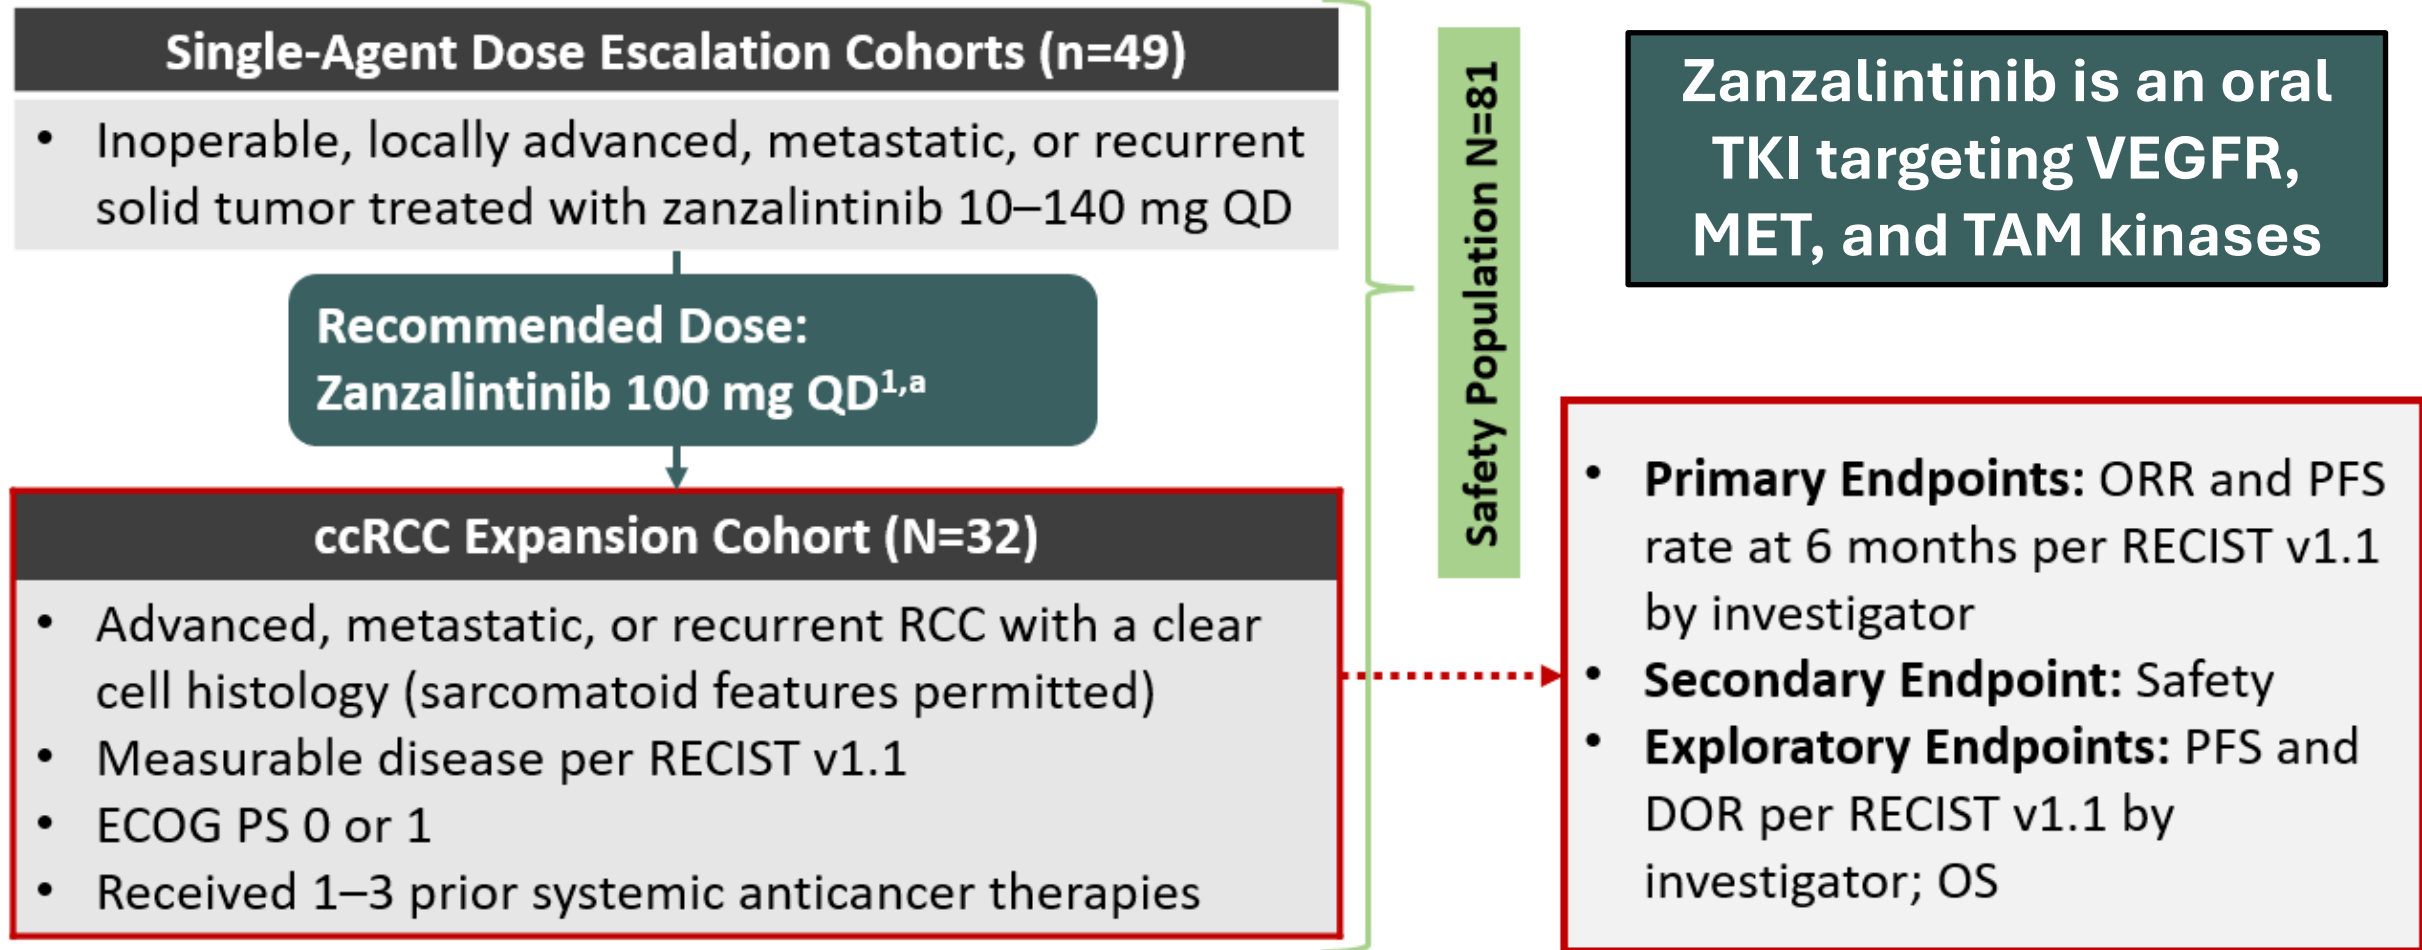 Single-Agent Dose Escalation Cohorts (n=49)
• Inoperable, locally advanced, metastatic, or recurrent
solid tumor treated with zanzalintinib 10–140 mg QD
Recommended Dose:
Zanzalintinib 100 mg QD1,a
ccRCC Expansion Cohort (N=32)
• Advanced, metastatic, or recurrent RCC with a clear
cell histology (sarcomatoid features permitted)
• Measurable disease per RECIST v1.1
• ECOG PS 0 or 1
• Received 1–3 prior systemic anticancer therapies
Safety Population N=81
Zanzalintinib is an oral
TKI targeting VEGFR,
MET, and TAM kinases
• Primary Endpoints: ORR and PFS
rate at 6 months per RECIST v1.1
by investigator
• Secondary Endpoint: Safety
• Exploratory Endpoints: PFS and
DOR per RECIST v1.1 by
investigator; OS